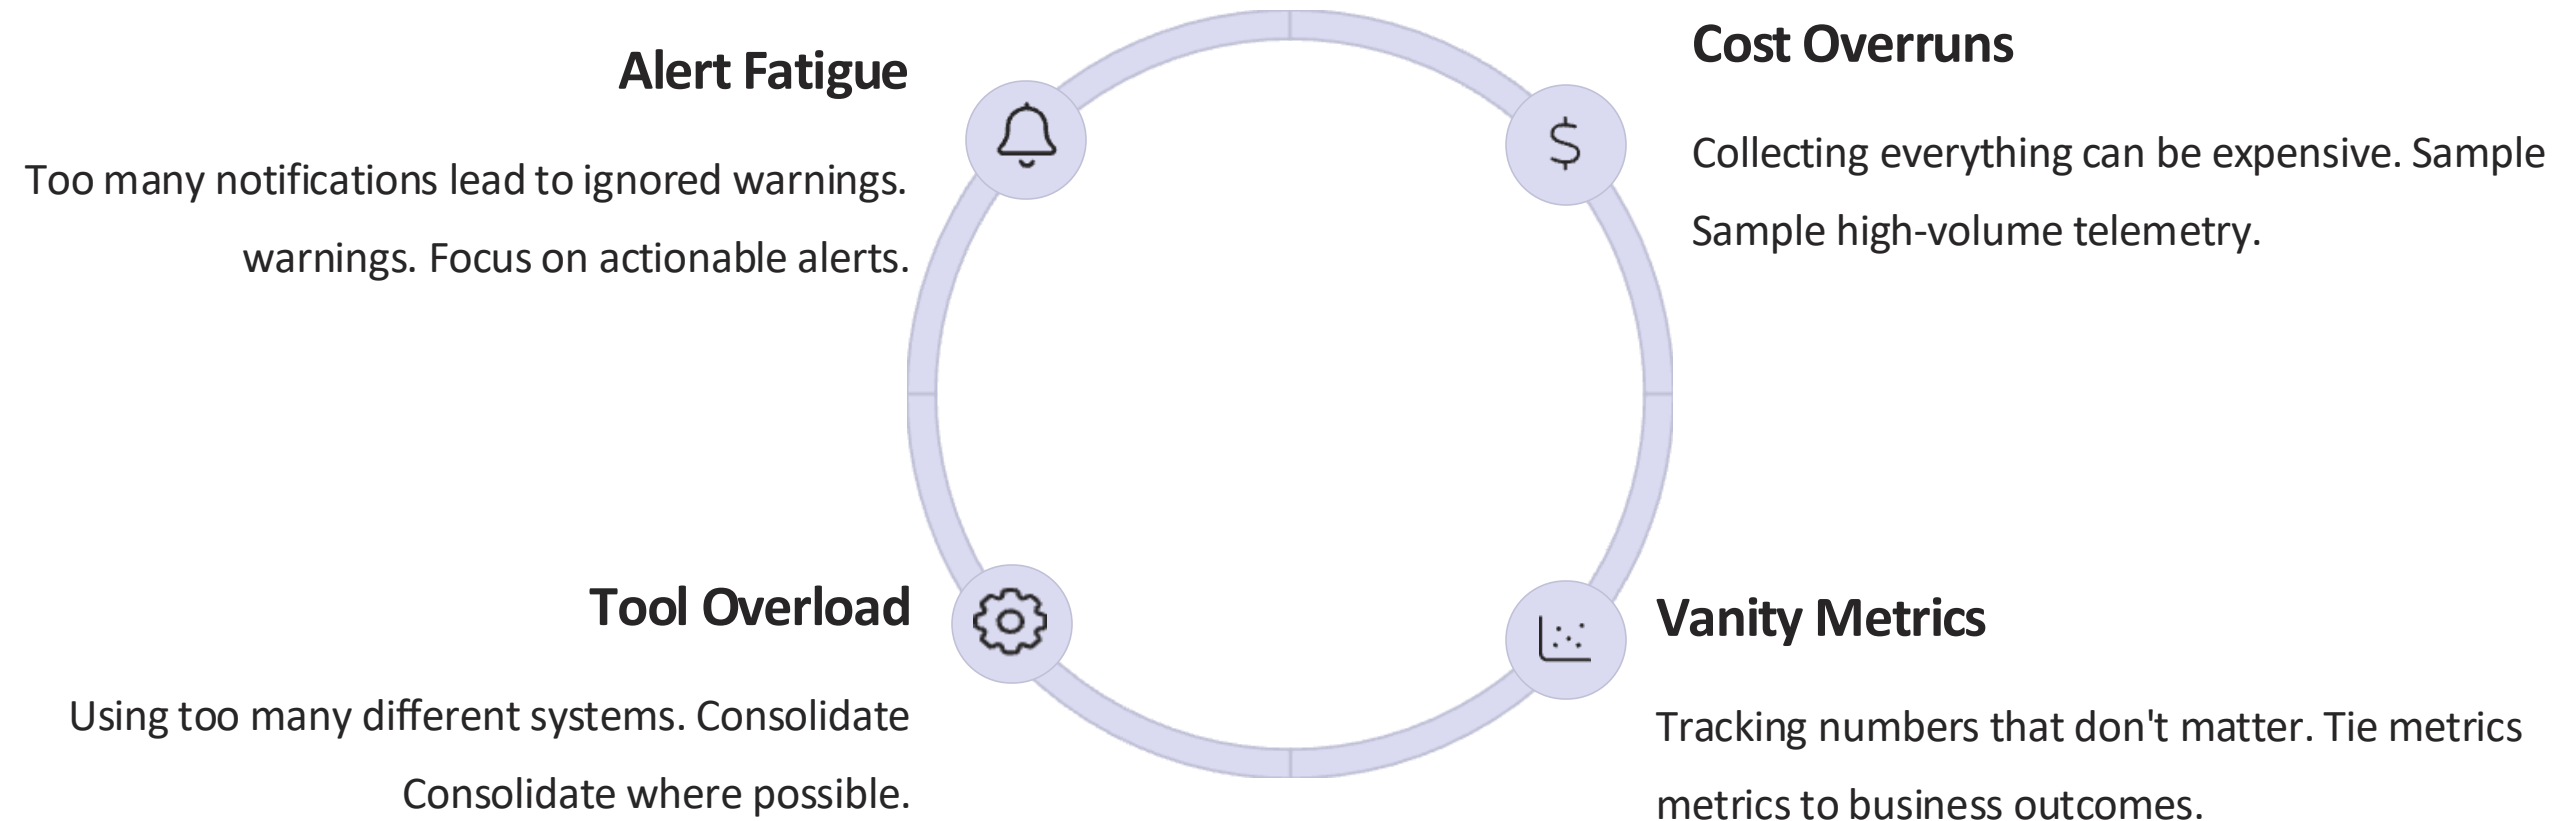 Alert Fatigue
Too many notifications lead to ignored warnings.
warnings. Focus on actionable alerts.
Cost Overruns
Collecting everything can be expensive. Sample
Sample high-volume telemetry.
Tool Overload
Using too many different systems. Consolidate
Consolidate where possible.
Vanity Metrics
Tracking numbers that don't matter. Tie metrics
metrics to business outcomes.